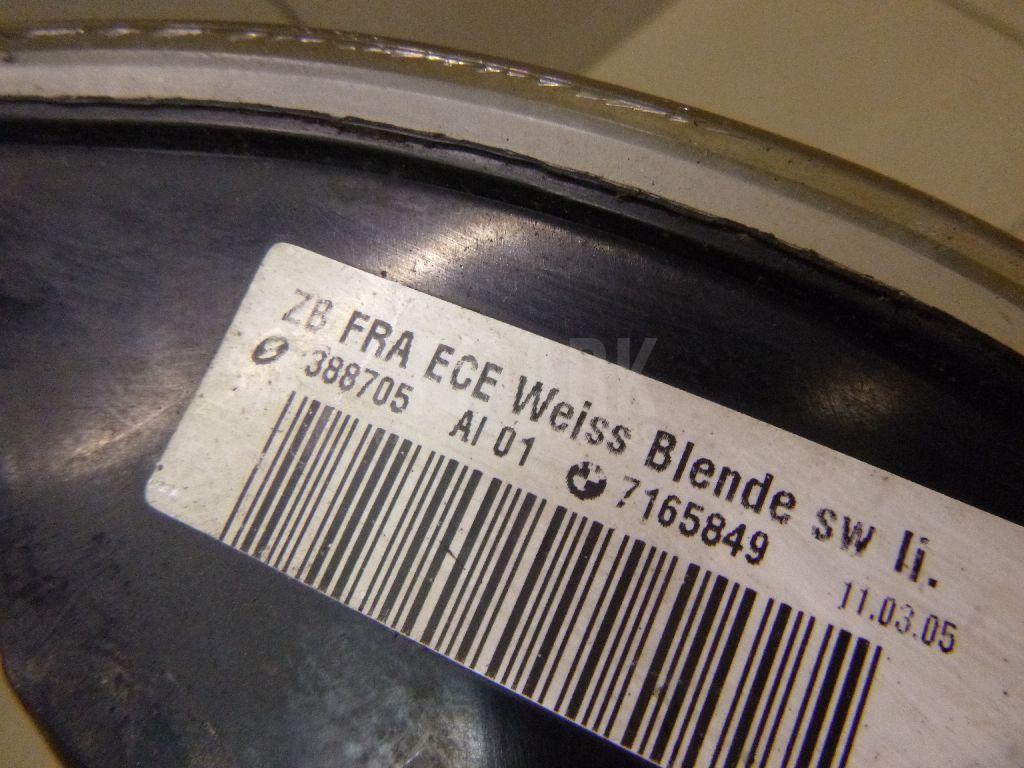 ZB FRA ECE Weiss Blende sw li.
388705 AI 01 7165849
11.03.05